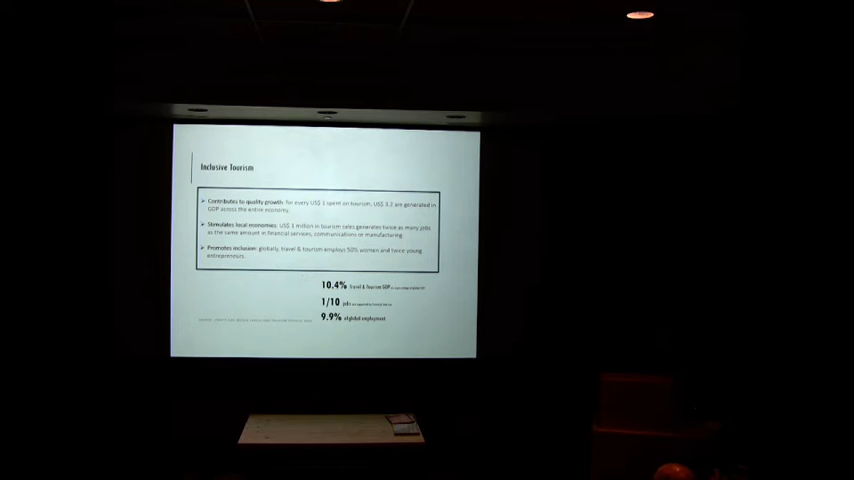 Inclusive Tourism
➢ Contributes to quality growth: for every US$ 1 spent on tourism, US$ 3.2 are generated in
GDP across the entire economy.
➢ Stimulates local economies: US$ 1 million in tourism sales generates twice as many jobs
as the same amount in financial services, communications or manufacturing.
➢ Promotes inclusion: globally, travel & tourism employs 50% women and twice young
entrepreneurs.
10.4% Travel & Tourism GDP
1/10 jobs
9.9% of global employment